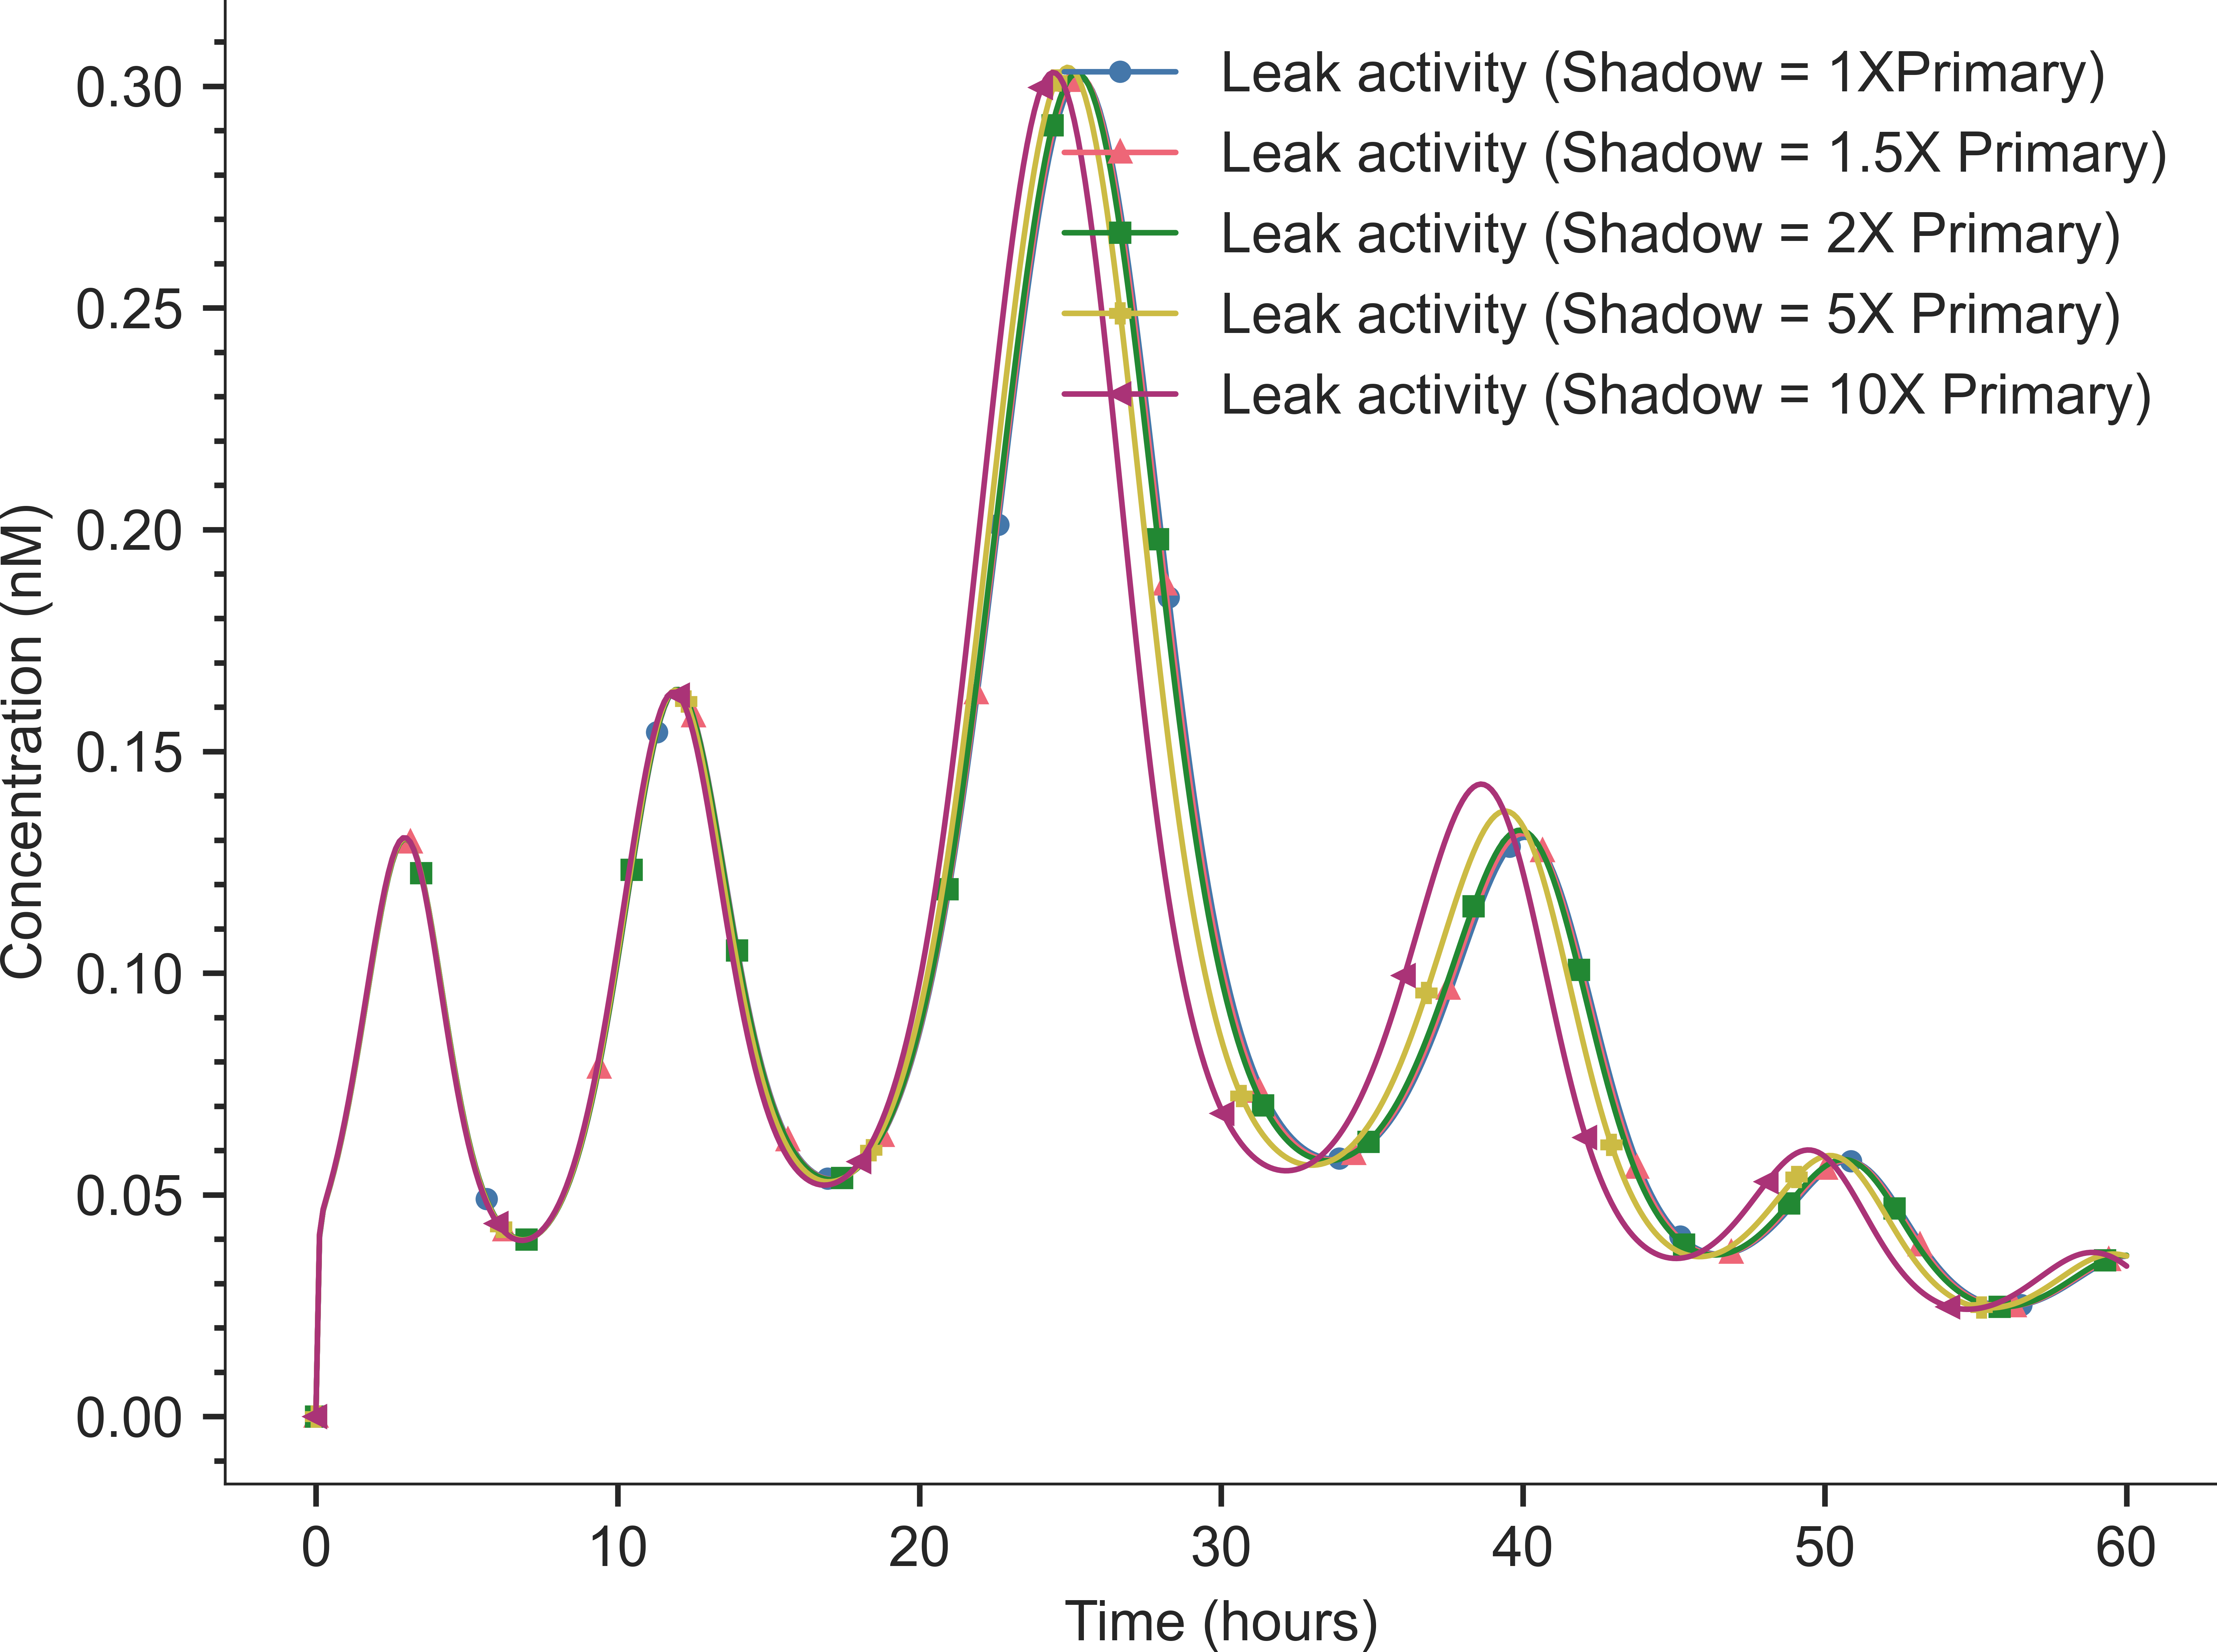 Leak activity (Shadow = 1XPrimary)
Leak activity (Shadow = 1.5X Primary)
Leak activity (Shadow = 2X Primary)
Leak activity (Shadow = 5X Primary)
Leak activity (Shadow = 10X Primary)
Concentration (nM)
0.30
0.25
0.20
0.15
0.10
0.05
0.00
0 10 20 30 40 50 60
Time (hours)